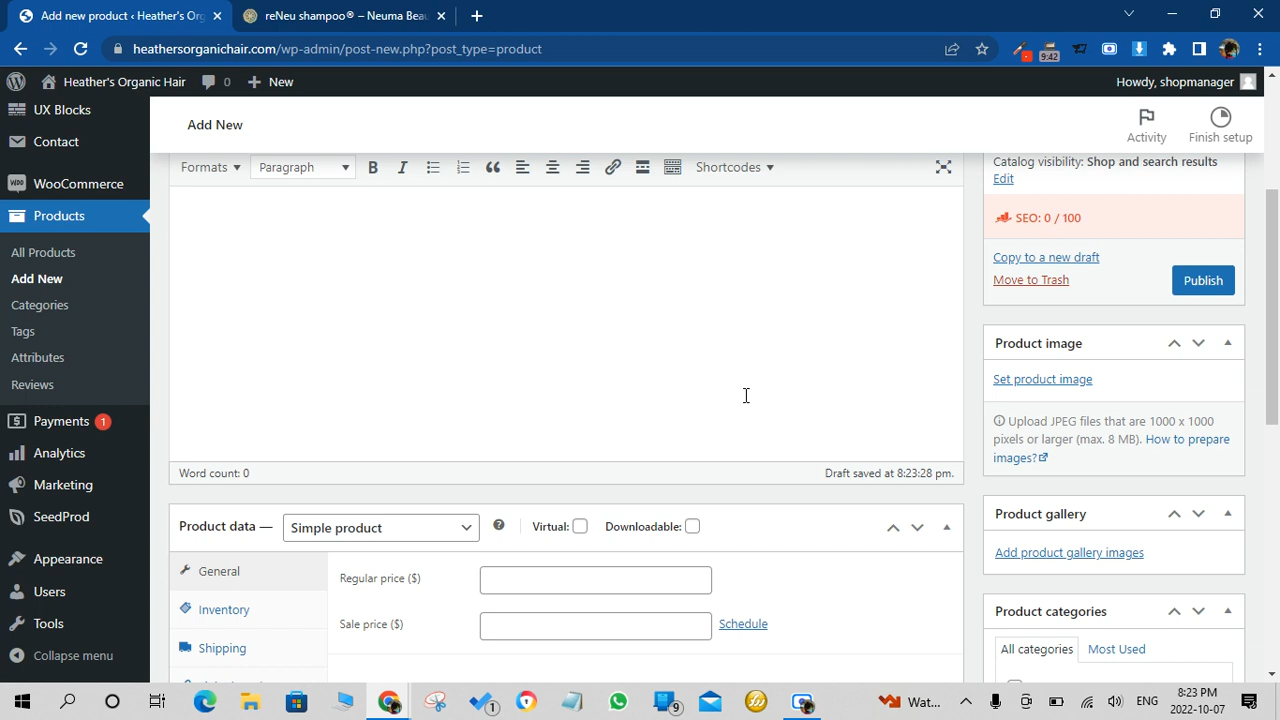 Add new product ‹ Heather's Org
reNeu shampoo® – Neuma Beau
heathersorganichair.com/wp-admin/post-new.php?post_type=product
9:42
Heather's Organic Hair
0
New
Howdy, shopmanager
UX Blocks
Contact
WooCommerce
Products
All Products
Add New
Categories
Tags
Attributes
Reviews
Payments 1
Analytics
Marketing
SeedProd
Appearance
Users
Tools
Collapse menu
Add New
Activity
Finish setup
Formats
Paragraph
B
I
Shortcodes
Word count: 0
Draft saved at 8:23:28 pm.
Product data —
Simple product
Virtual:
Downloadable:
General
Inventory
Shipping
Regular price ($)
Sale price ($)
Schedule
Catalog visibility: Shop and search results
Edit
SEO: 0 / 100
Copy to a new draft
Move to Trash
Publish
Product image
Set product image
Upload JPEG files that are 1000 x 1000
pixels or larger (max. 8 MB). How to prepare
images?
Product gallery
Add product gallery images
Product categories
All categories
Most Used
1
9
Wat...
ENG
8:23 PM
2022-10-07